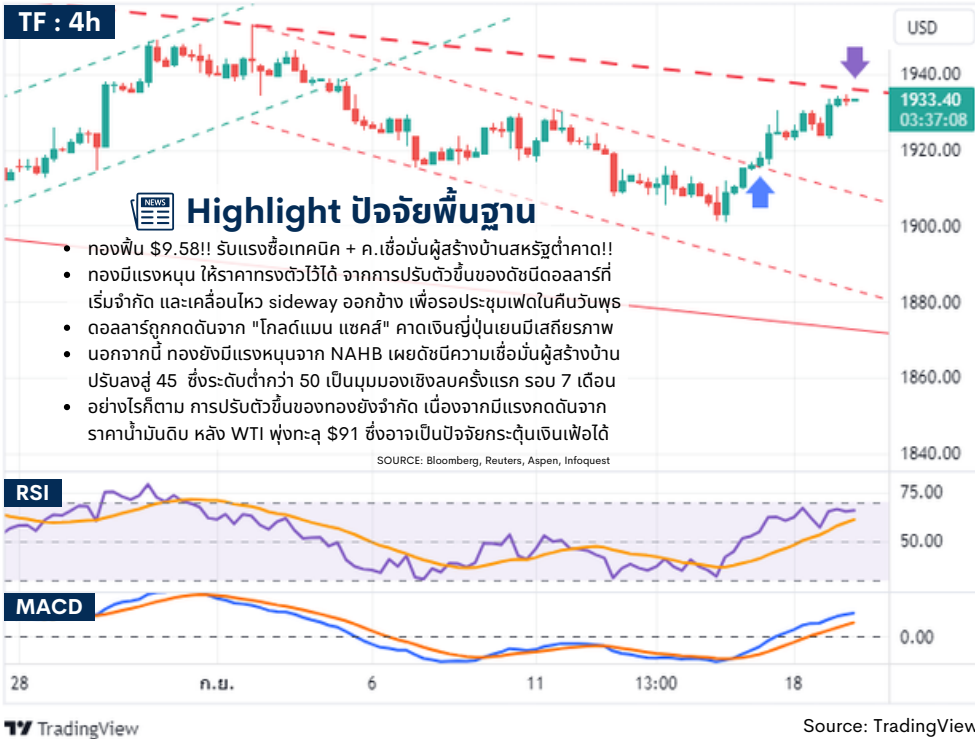 TF : 4h
USD
1940.00
1933.40
03:37:08
1920.00
1900.00
1880.00
1860.00
1840.00
NEWS
Highlight ปัจจัยพื้นฐาน
• ทองฟื้น $9.58!! รับแรงซื้อเทคนิค + ค.เชื่อมั่นผู้สร้างบ้านสหรัฐต่ำคาด!!
• ทองมีแรงหนุน ให้ราคาทรงตัวไว้ได้ จากการปรับตัวขึ้นของดัชนีดอลลาร์ที่
เริ่มจำกัด และเคลื่อนไหว sideway ออกข้าง เพื่อรอประชุมเฟดในคืนวันพุธ
• ดอลลาร์ถูกกดดันจาก "โกลด์แมน แซคส์" คาดเงินญี่ปุ่นเยนมีเสถียรภาพ
• นอกจากนี้ ทองยังมีแรงหนุนจาก NAHB เผยดัชนีความเชื่อมั่นผู้สร้างบ้าน
ปรับลงสู่ 45 ซึ่งระดับต่ำกว่า 50 เป็นมุมมองเชิงลบครั้งแรก รอบ 7 เดือน
• อย่างไรก็ตาม การปรับตัวขึ้นของทองยังจำกัด เนื่องจากมีแรงกดดันจาก
ราคาน้ำมันดิบ หลัง WTI พุ่งทะลุ $91 ซึ่งอาจเป็นปัจจัยกระตุ้นเงินเฟ้อได้
SOURCE: Bloomberg, Reuters, Aspen, Infoquest
RSI
75.00
50.00
MACD
0.00
28 ก.ย. 6 11 13:00 18
TradingView
Source: TradingView